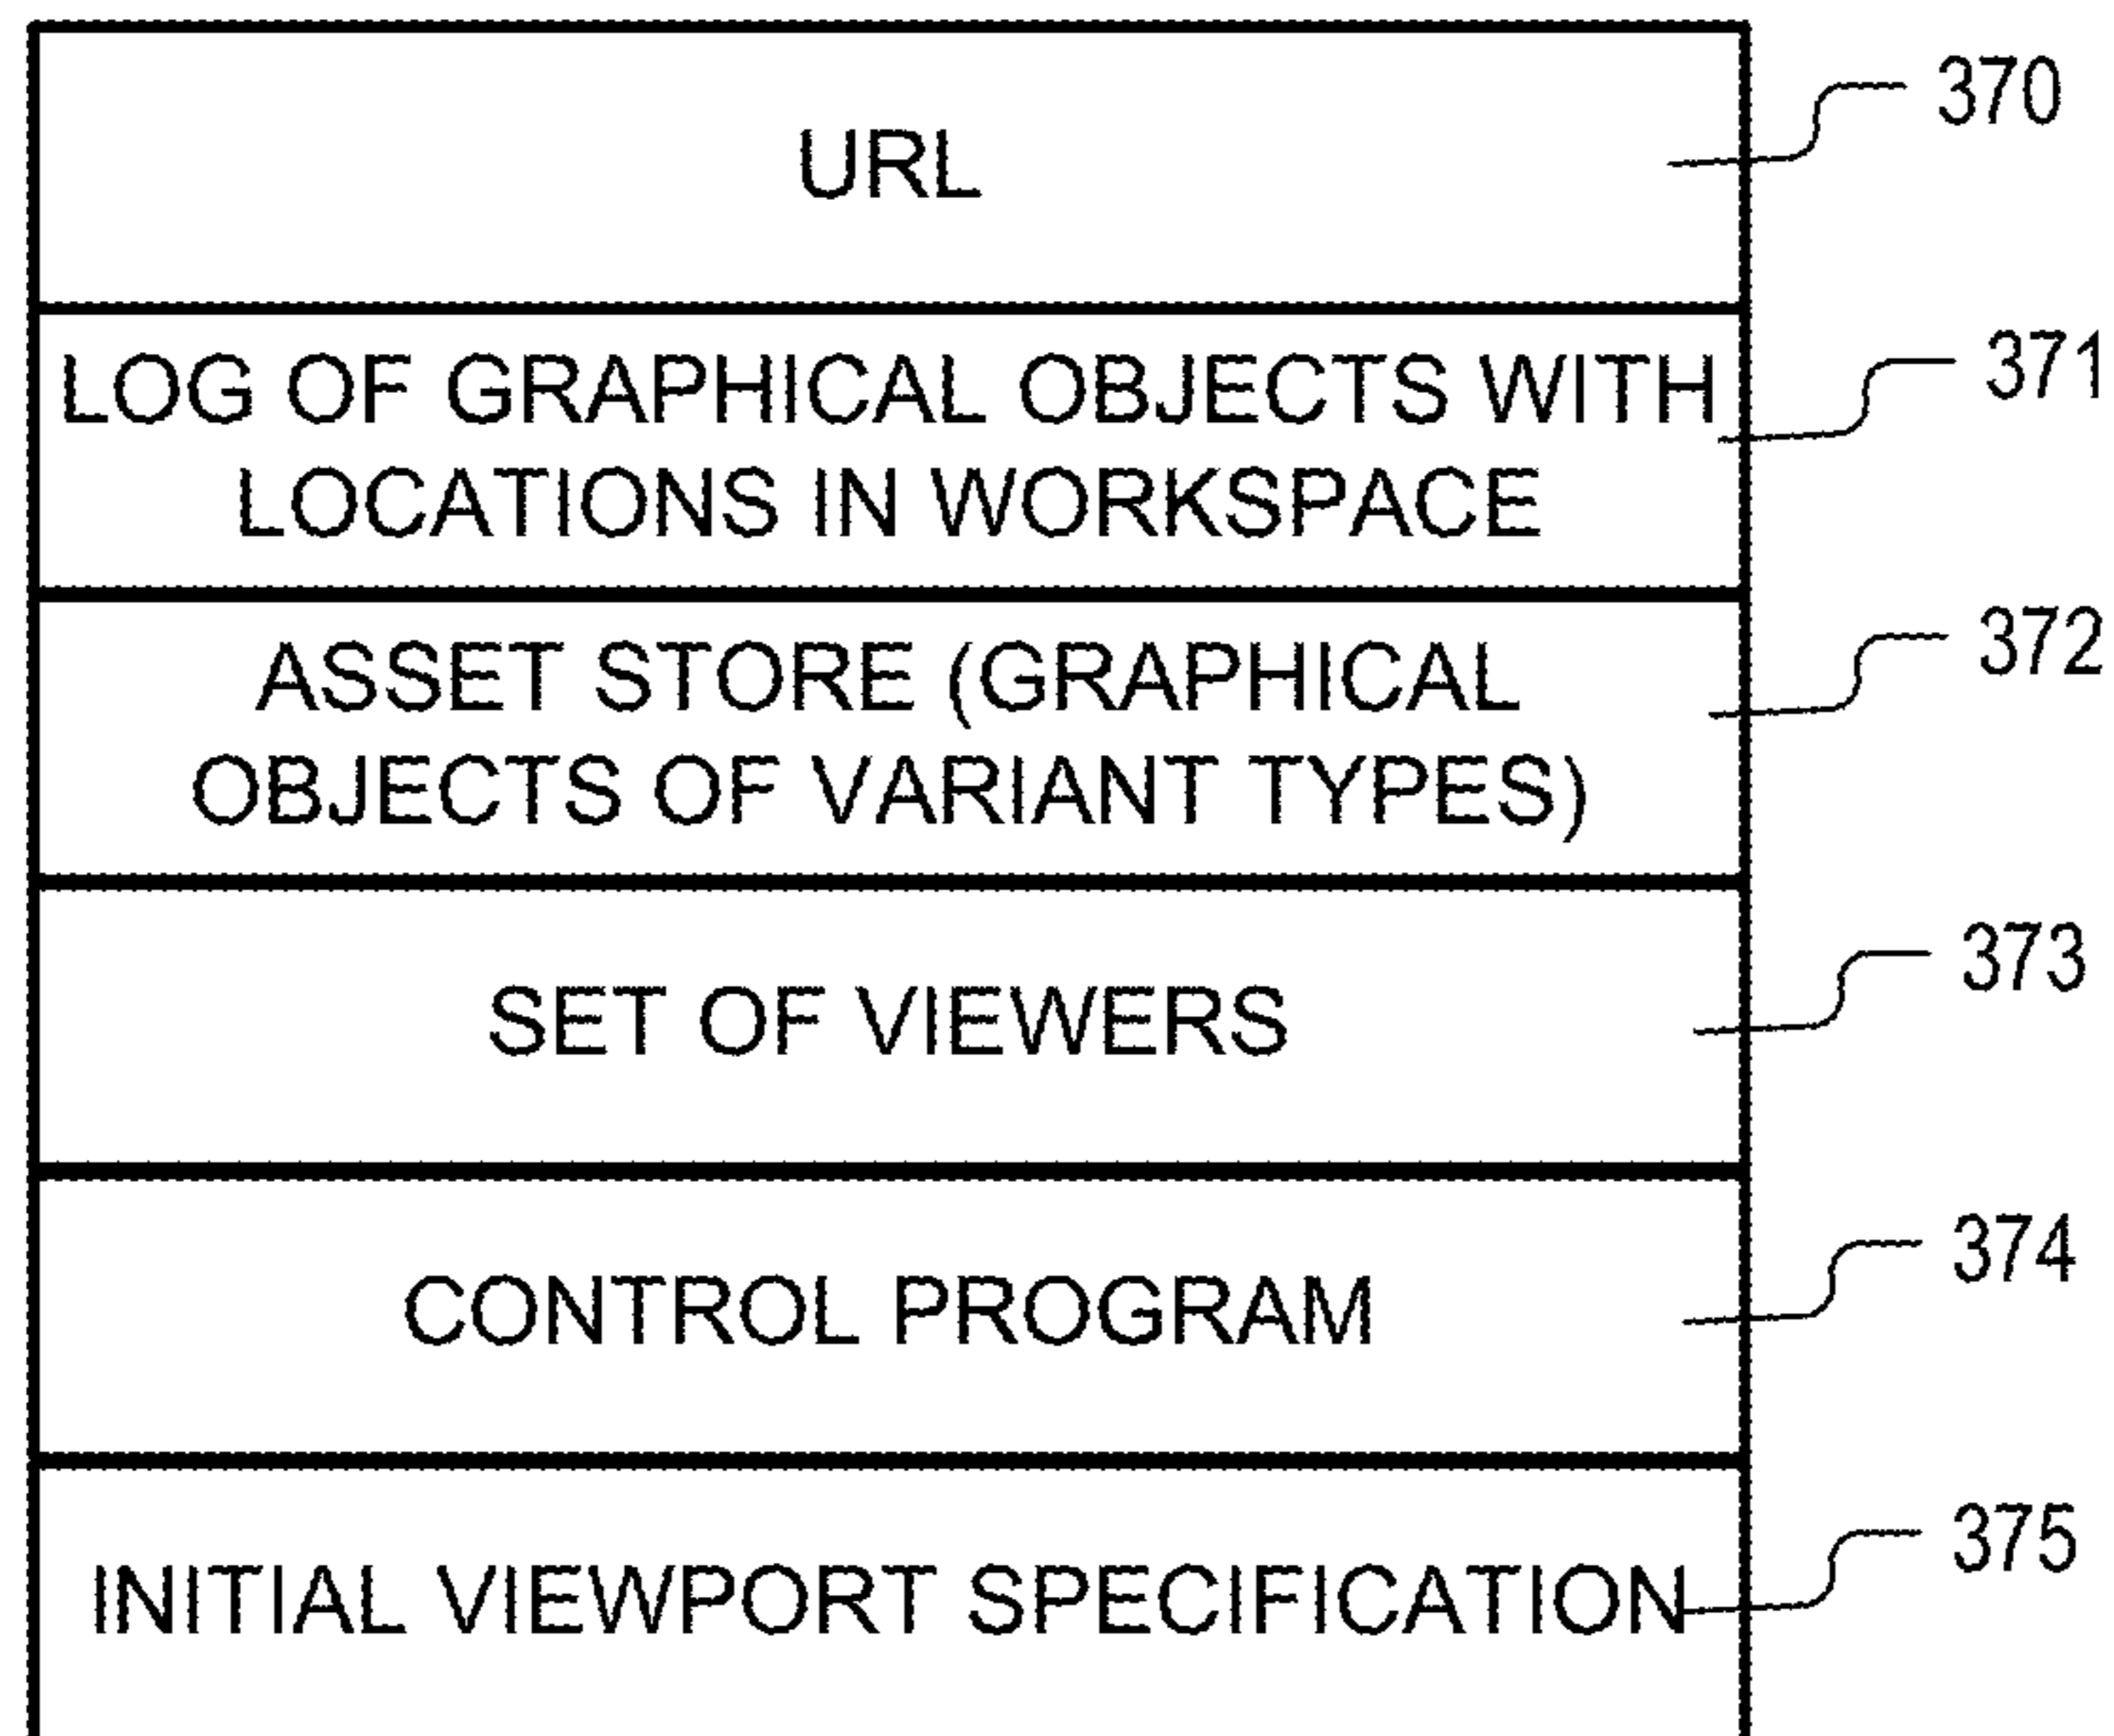 URL
370
LOG OF GRAPHICAL OBJECTS WITH
LOCATIONS IN WORKSPACE
371
ASSET STORE (GRAPHICAL
OBJECTS OF VARIANT TYPES)
372
SET OF VIEWERS
373
CONTROL PROGRAM
374
INITIAL VIEWPORT SPECIFICATION
375